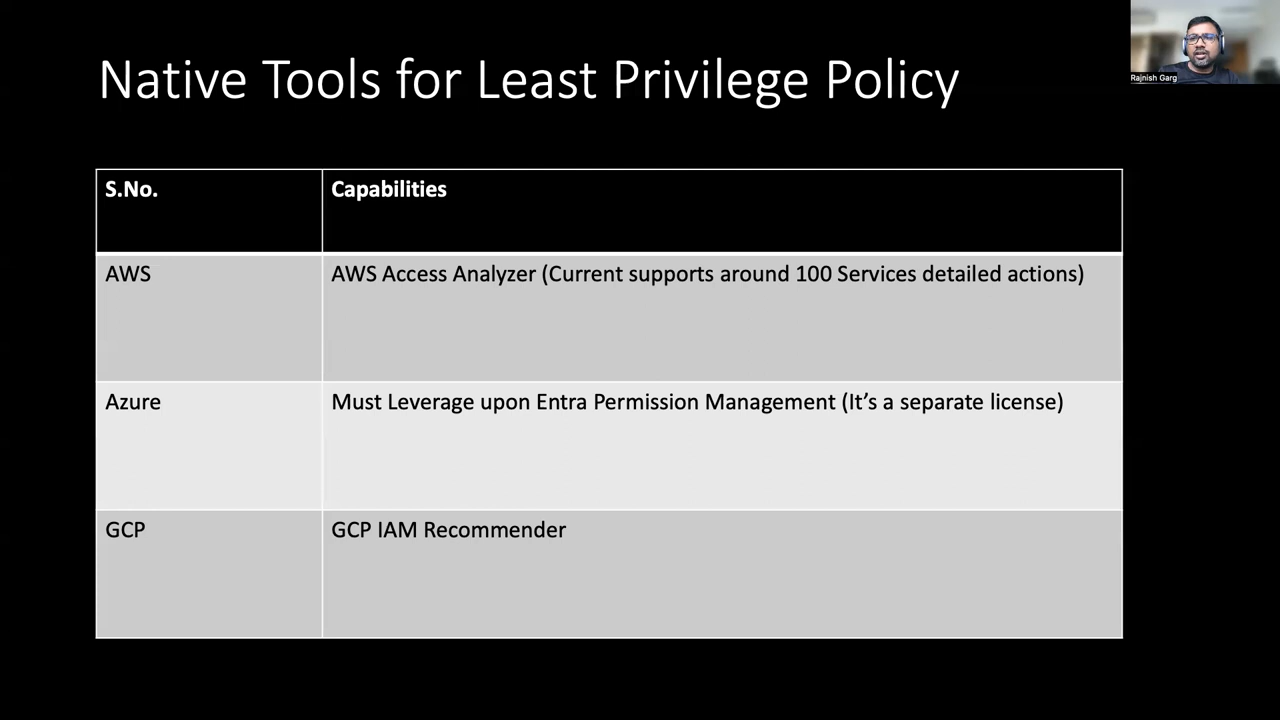 Native Tools for Least Privilege Policy
Rajnish Garg
S.No.
Capabilities
AWS
AWS Access Analyzer (Current supports around 100 Services detailed actions)
Azure
Must Leverage upon Entra Permission Management (It’s a separate license)
GCP
GCP IAM Recommender